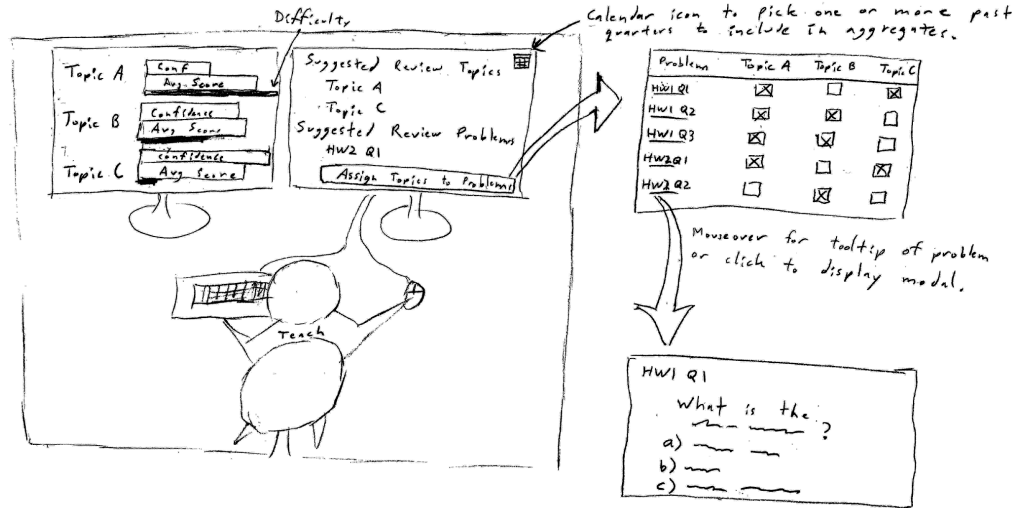 Difficulty
Calendar icon to pick one or more past
quarters to include in aggregates.
Topic A
Conf
Avg. Score
Topic B
Confidence
Avg Score
Topic C
Confidence
Avg Score
Suggested Review Topics
Topic A
Topic C
Suggested Review Problems
HW2 Q1
Assign Topics to Problems
Problem Topic A Topic B Topic C
HW1 Q1
HW1 Q2
HW1 Q3
HW2 Q1
HW2 Q2
Mouseover for tooltip of problem
or click to display modal.
Teach
HW1 Q1
What is the
?
a)
b)
c)